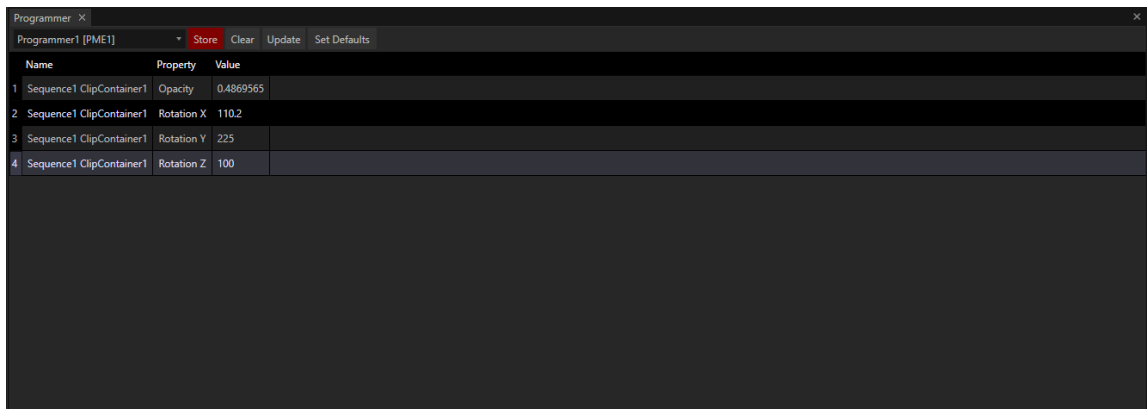 Programmer
Programmer1 [PME1] Store Clear Update Set Defaults
Name Property Value
1 Sequence1 ClipContainer1 Opacity 0.4869565
2 Sequence1 ClipContainer1 Rotation X 110.2
3 Sequence1 ClipContainer1 Rotation Y 225
4 Sequence1 ClipContainer1 Rotation Z 100